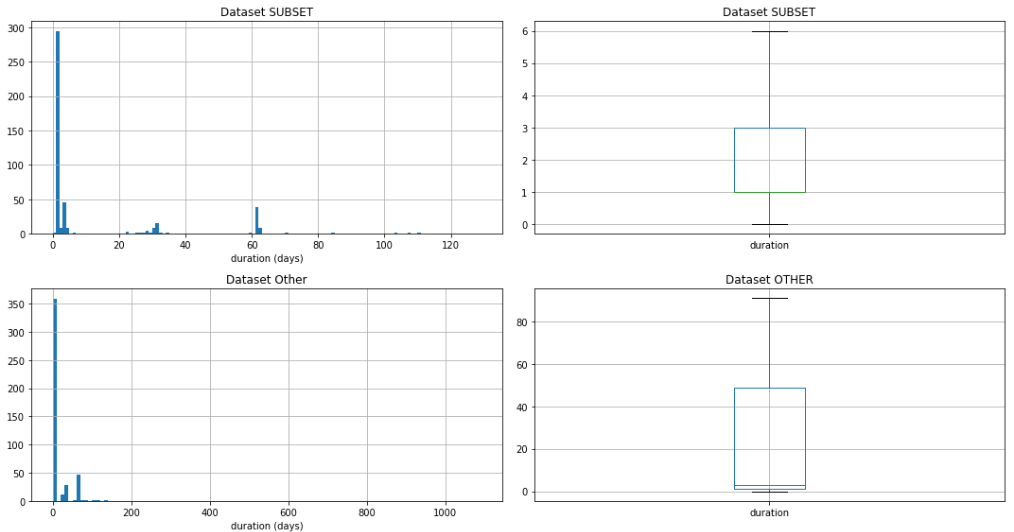 Dataset SUBSET
300
250
200
150
100
50
0
0 20 40 60 80 100 120
duration (days)
Dataset SUBSET
6
5
4
3
2
1
0
duration
Dataset Other
350
300
250
200
150
100
50
0
0 200 400 600 800 1000
duration (days)
Dataset OTHER
80
60
40
20
0
duration